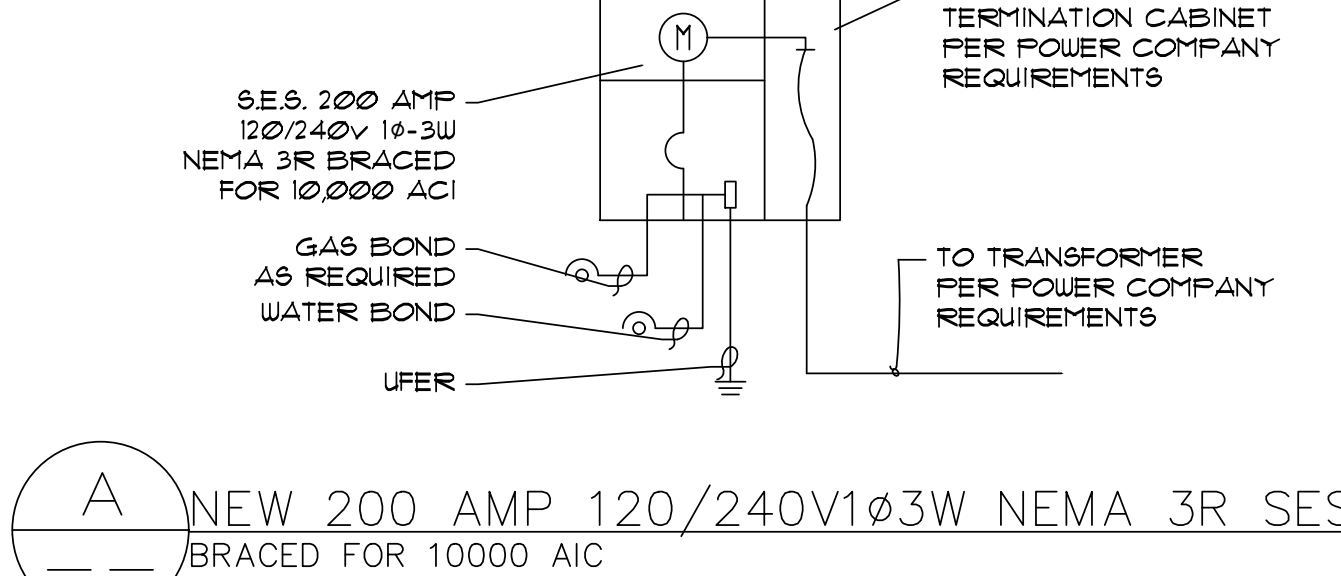 TERMINATION CABINET
PER POWER COMPANY
REQUIREMENTS
M
S.E.S. 200 AMP
120/240v 1ø-3W
NEMA 3R BRACED
FOR 10,000 ACI
GAS BOND
AS REQUIRED
WATER BOND
UFER
TO TRANSFORMER
PER POWER COMPANY
REQUIREMENTS
A
NEW 200 AMP 120/240V1ø3W NEMA 3R SES
BRACED FOR 10000 AIC